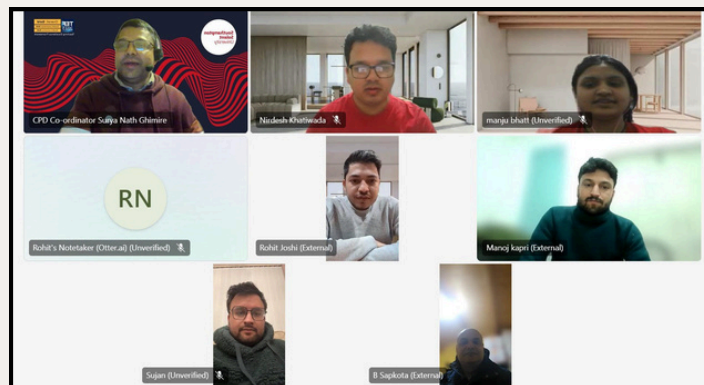 CPD Co-ordinator Surya Nath Ghimire
Nirdesh Khatiwada
manju bhatt (Unverified)
RN
Rohit's Notetaker (Otter.ai) (Unverified)
Rohit Joshi (External)
Manoj kapri (External)
Sujan (Unverified)
B Sapkota (External)